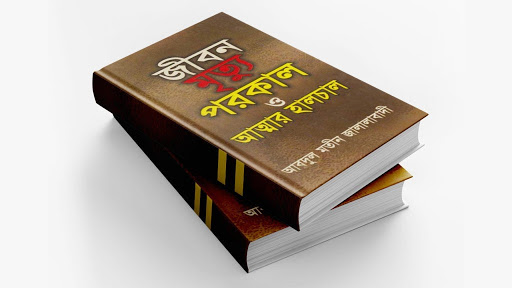 জীবন
মৃত্যু
পরকাল
ও
আত্মার হালচাল
আবদুল মতীন জালালাবাদী
আ: